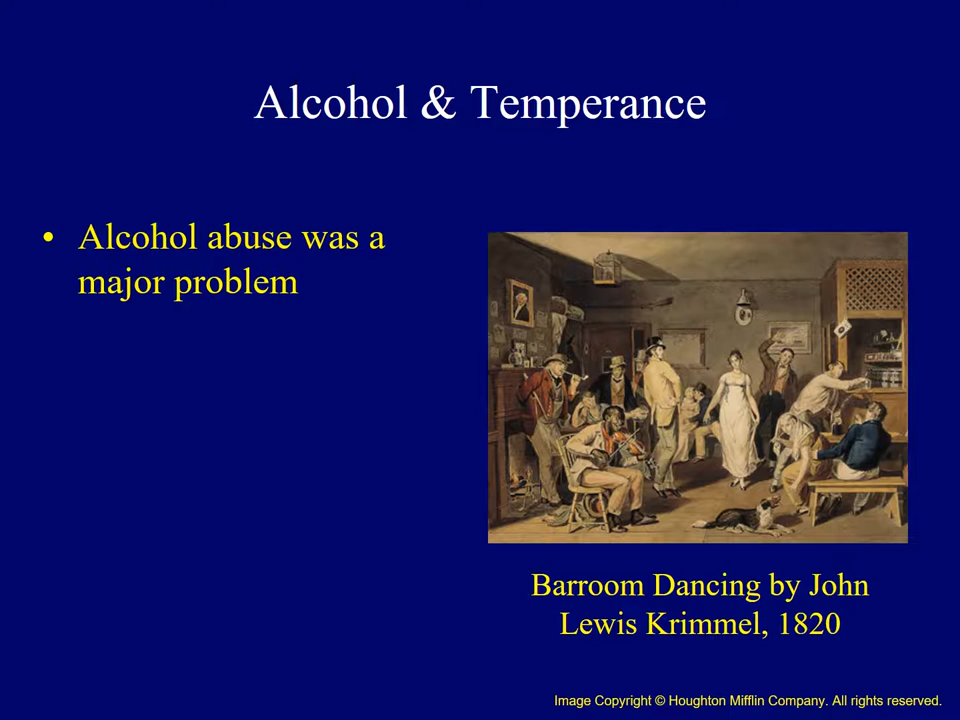 Alcohol & Temperance
• Alcohol abuse was a
major problem
Barroom Dancing by John
Lewis Krimmel, 1820
Image Copyright © Houghton Mifflin Company. All rights reserved.